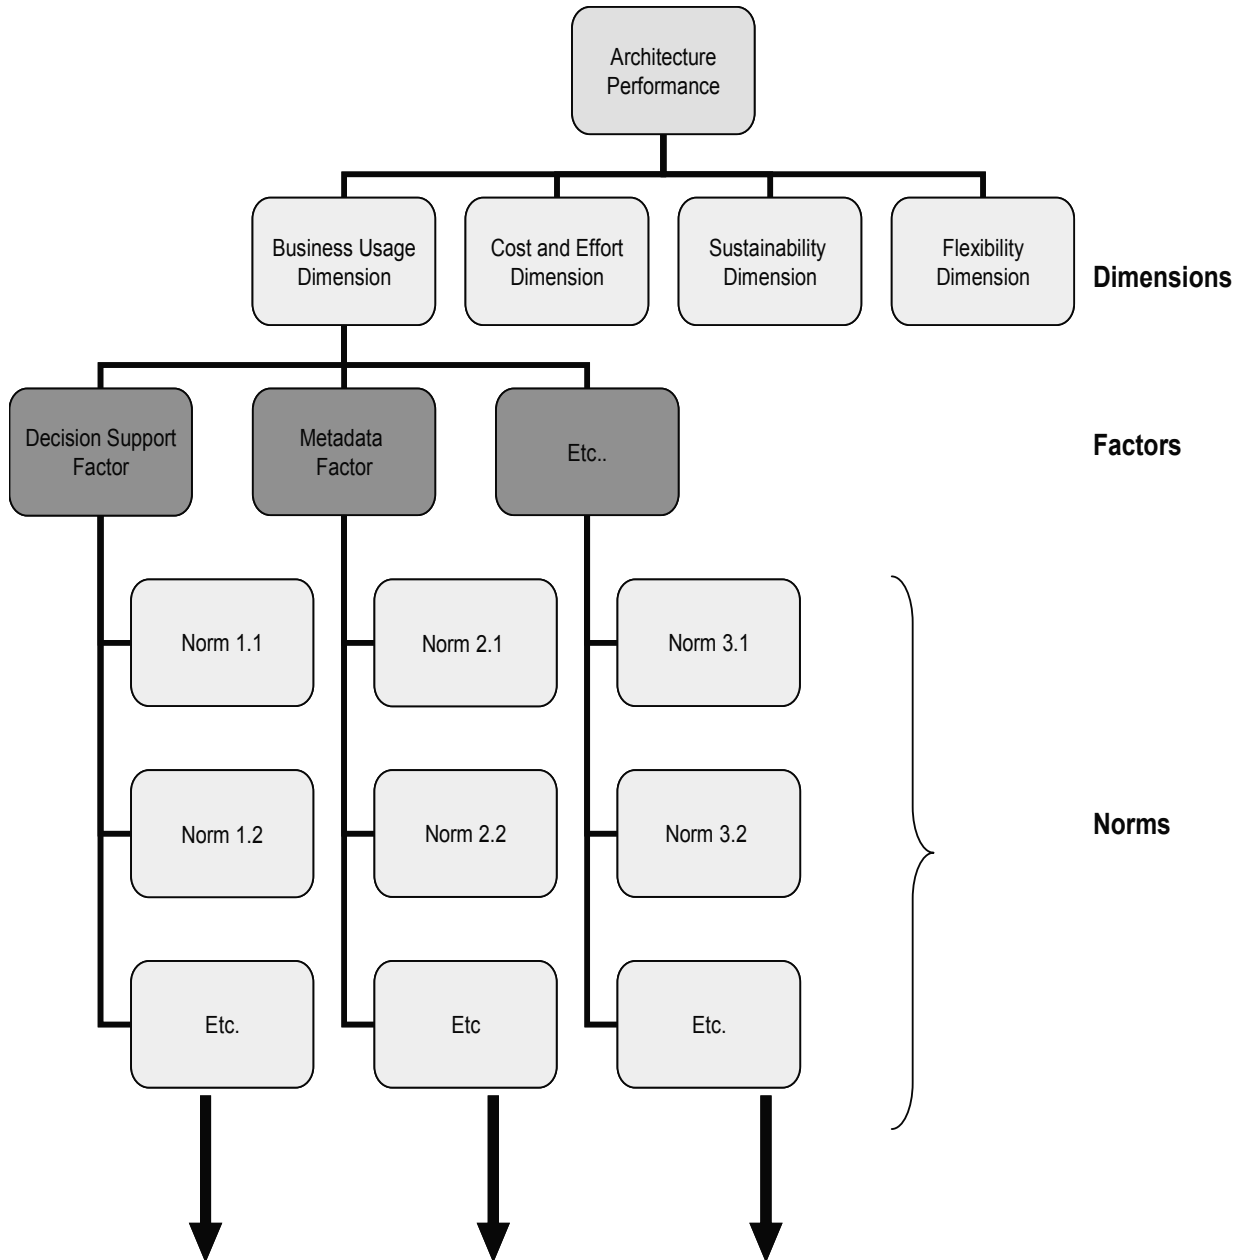 Architecture
Performance
Business Usage
Dimension
Cost and Effort
Dimension
Sustainability
Dimension
Flexibility
Dimension
Dimensions
Decision Support
Factor
Metadata
Factor
Etc..
Factors
Norm 1.1
Norm 2.1
Norm 3.1
Norm 1.2
Norm 2.2
Norm 3.2
Norms
Etc.
Etc
Etc.